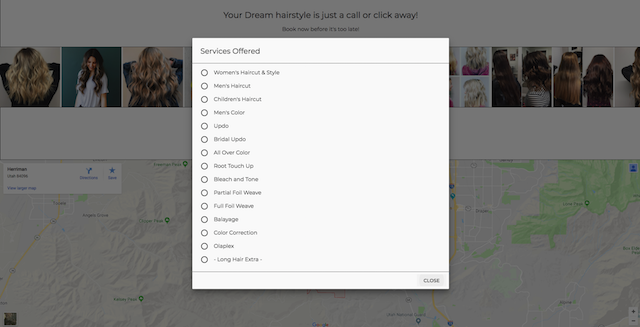 Your Dream hairstyle is just a call or click away!
Book now before it's too late!
Services Offered
Women's Haircut & Style
Men's Haircut
Children's Haircut
Men's Color
Updo
Bridal Updo
All Over Color
Root Touch Up
Bleach and Tone
Partial Foil Weave
Full Foil Weave
Balayage
Color Correction
Olaplex
- Long Hair Extra -
CLOSE
Herriman
Utah 84096
Directions
Save
View larger map
Google